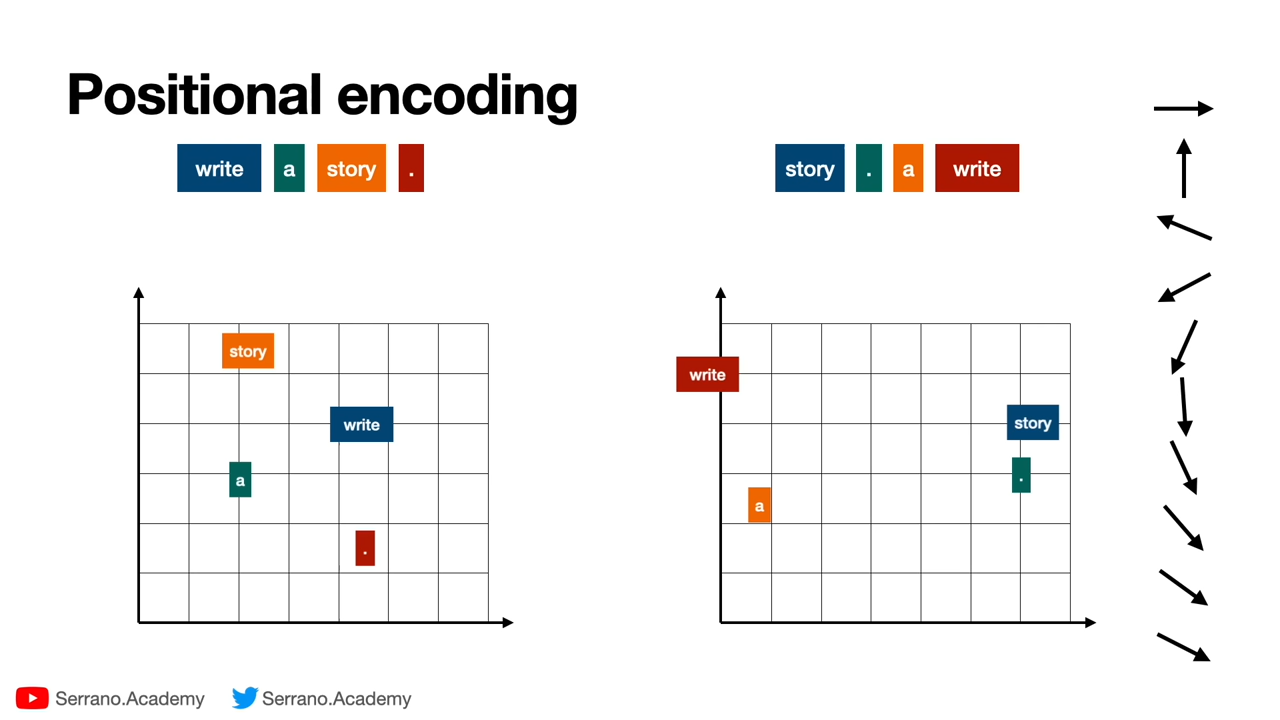 Positional encoding
write a story .
story . a write
story
write
a
.
write
story
.
a
Serrano.Academy Serrano.Academy